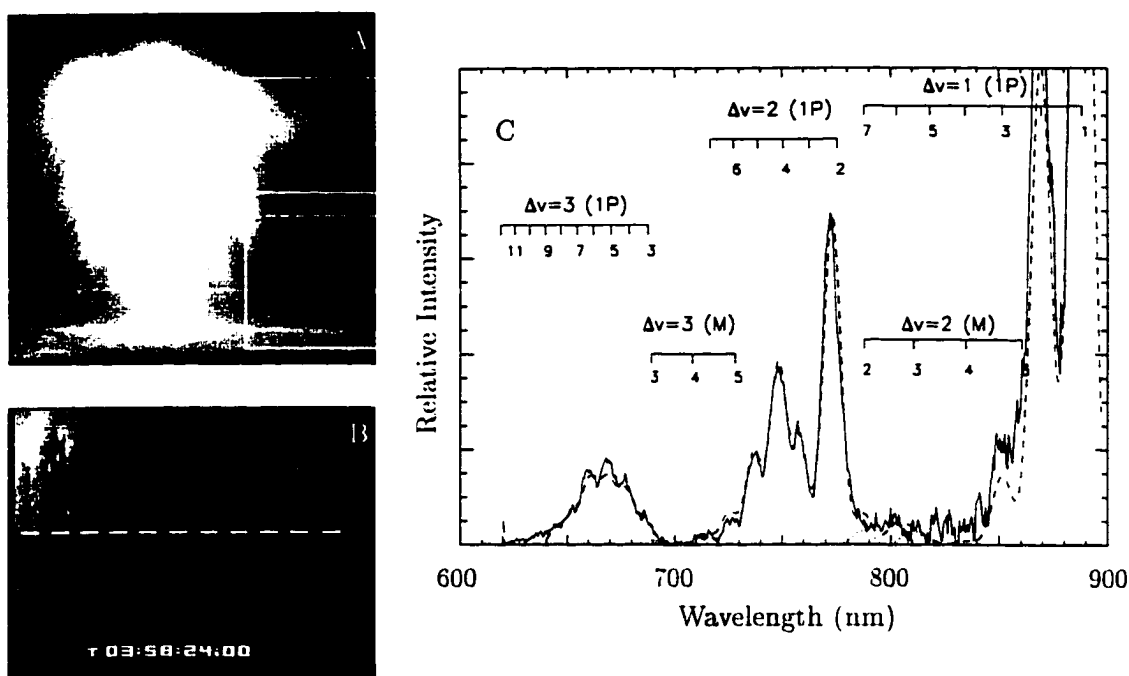 A
B
T 03:58:24:00
C
Δv=1 (1P)
7 5 3 1
Δv=2 (1P)
6 4 2
Δv=3 (1P)
11 9 7 5 3
Δv=3 (M)
3 4 5
Δv=2 (M)
2 3 4 5
Relative Intensity
600 700 800 900
Wavelength (nm)